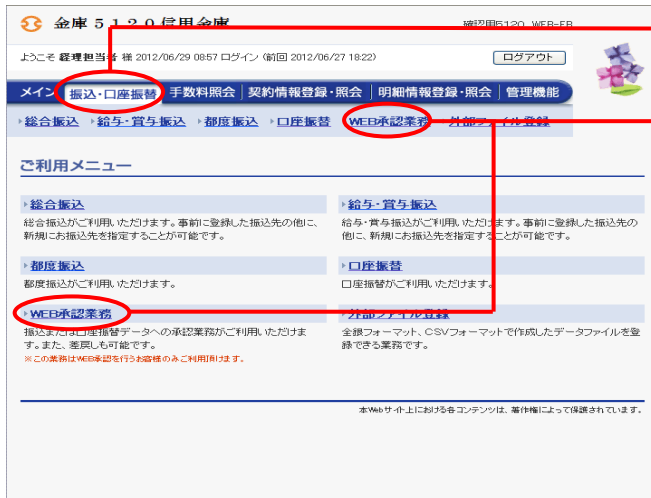 金庫５１２０信用金庫
確認用5120_WEB-FB
ようこそ 経理担当者 様 2012/06/29 08:57 ログイン (前回 2012/06/27 18:22)
ログアウト
メイン 振込・口座振替 手数料照会 契約情報登録・照会 明細情報登録・照会 管理機能
総合振込 給与・賞与振込 都度振込 口座振替 WEB承認業務 外部ファイル登録
ご利用メニュー
総合振込
総合振込がご利用いただけます。事前に登録した振込先の他に、
新規にお振込先を指定することが可能です。
給与・賞与振込
給与・賞与振込がご利用いただけます。事前に登録した振込先の
他に、新規にお振込先を指定することが可能です。
都度振込
都度振込がご利用いただけます。
口座振替
口座振替がご利用いただけます。
WEB承認業務
振込または口座振替データへの承認業務がご利用いただけま
す。また、差戻しも可能です。
※この業務はWEB承認を行うお客様のみご利用頂けます。
外部ファイル登録
全銀フォーマット、CSVフォーマットで作成したデータファイルを登
録できる業務です。
本Webサイト上における各コンテンツは、著作権によって保護されています。